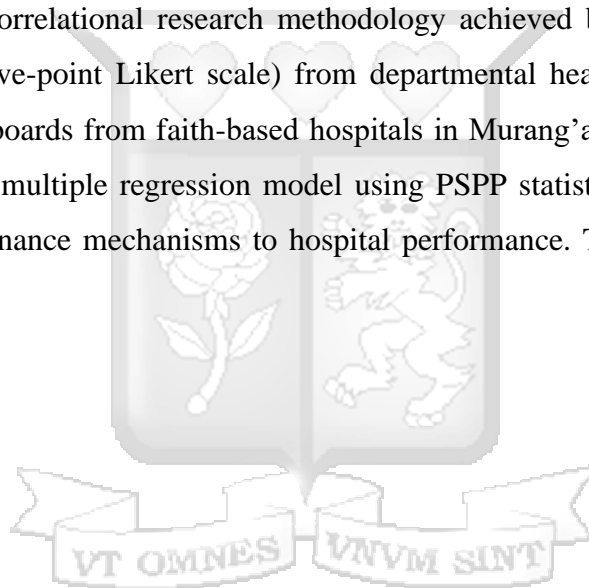 orrelational research methodology achieved b
ve-point Likert scale) from departmental hea
boards from faith-based hospitals in Murang'a
multiple regression model using PSPP statist
nance mechanisms to hospital performance. T
VT OMNES VNVM SINT